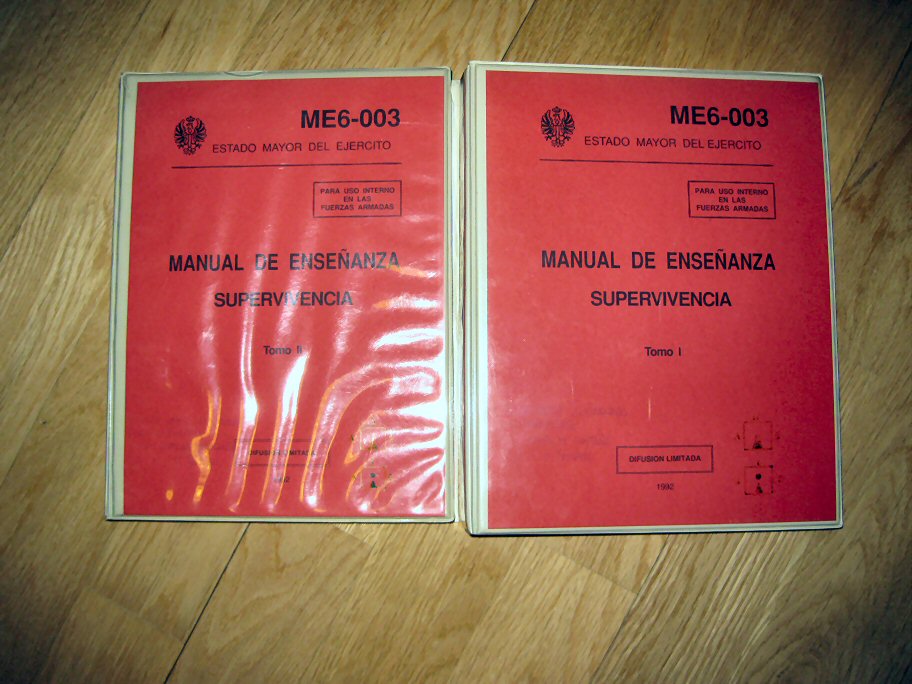 ME6-003
ESTADO MAYOR DEL EJERCITO
PARA USO INTERNO
EN LAS
FUERZAS ARMADAS
MANUAL DE ENSEÑANZA
SUPERVIVENCIA
Tomo II
DIFUSION LIMITADA
ME6-003
ESTADO MAYOR DEL EJERCITO
PARA USO INTERNO
EN LAS
FUERZAS ARMADAS
MANUAL DE ENSEÑANZA
SUPERVIVENCIA
Tomo I
DIFUSION LIMITADA
1992